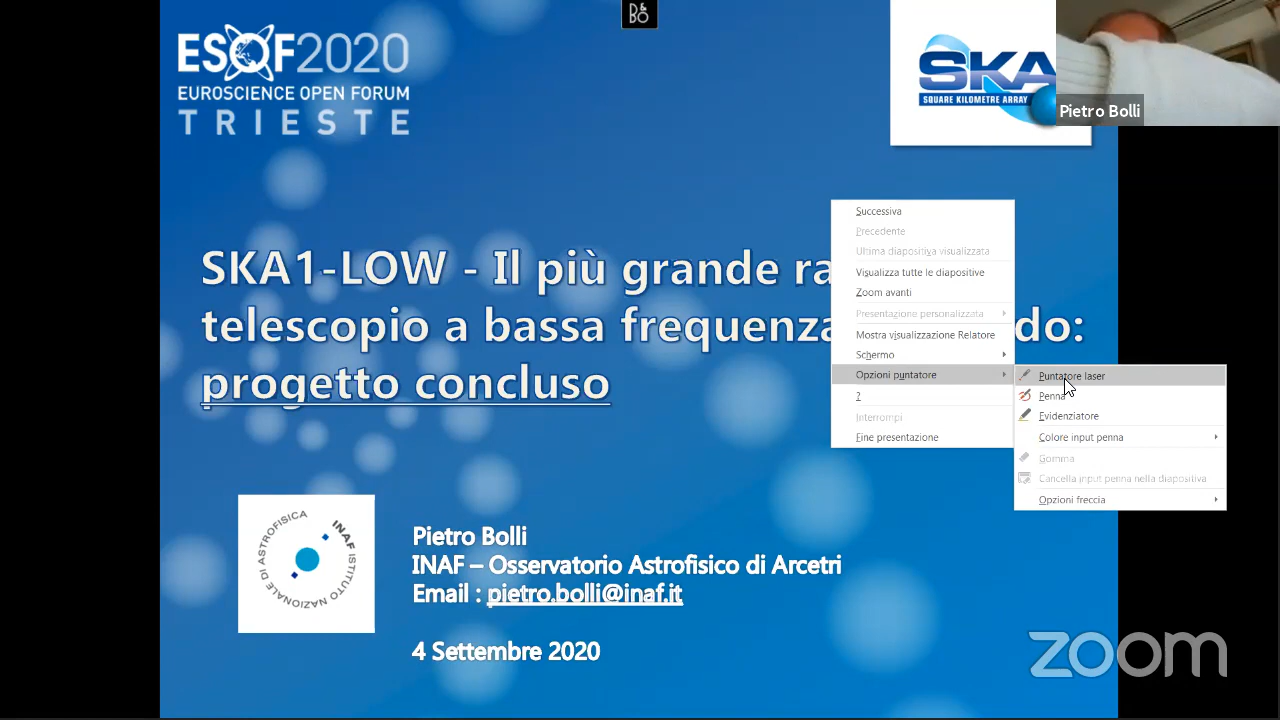 ESOF2020
EUROSCIENCE OPEN FORUM
TRIESTE
B&O
SKA
SQUARE KILOMETRE ARRAY
Pietro Bolli
SKA1-LOW - Il più grande ra
telescopio a bassa frequenza do:
progetto concluso
Successiva
Precedente
Ultima diapositiva visualizzata
Visualizza tutte le diapositive
Zoom avanti
Presentazione personalizzata
Mostra visualizzazione Relatore
Schermo
Opzioni puntatore
?
Interrompi
Fine presentazione
Puntatore laser
Penna
Evidenziatore
Colore input penna
Gomma
Cancella input penna nella diapositiva
Opzioni freccia
INAF ISTITUTO NAZIONALE DI ASTROFISICA
Pietro Bolli
INAF – Osservatorio Astrofisico di Arcetri
Email : pietro.bolli@inaf.it
4 Settembre 2020
zoom